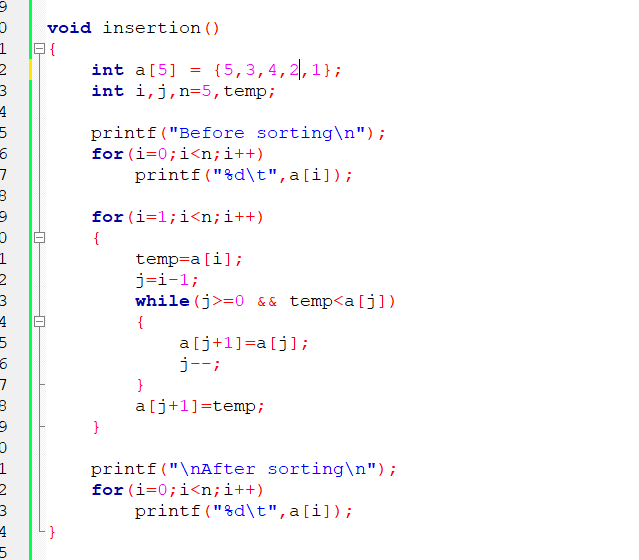 9
0 void insertion()
1 {
2 int a[5] = {5,3,4,2,1};
3 int i,j,n=5,temp;
4
5 printf("Before sorting\n");
6 for(i=0;i<n;i++)
7 printf("%d\t",a[i]);
8
9 for(i=1;i<n;i++)
0 {
1 temp=a[i];
2 j=i-1;
3 while(j>=0 && temp<a[j])
4 {
5 a[j+1]=a[j];
6 j--;
7 }
8 a[j+1]=temp;
9 }
0
1 printf("\nAfter sorting\n");
2 for(i=0;i<n;i++)
3 printf("%d\t",a[i]);
4 }
5